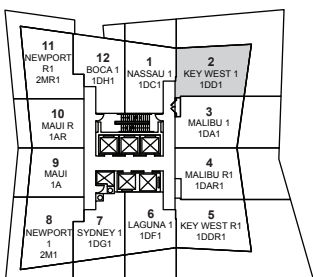 11
NEWPORT
R1
2MR1
12
BOCA 1
1DH1
1
NASSAU 1
1DC1
2
KEY WEST 1
1DD1
10
MAUI R
1AR
3
MALIBU 1
1DA1
9
MAUI
1A
4
MALIBU R1
1DAR1
8
NEWPORT
1
2M1
7
SYDNEY 1
1DG1
6
LAGUNA 1
1DF1
5
KEY WEST R1
1DDR1